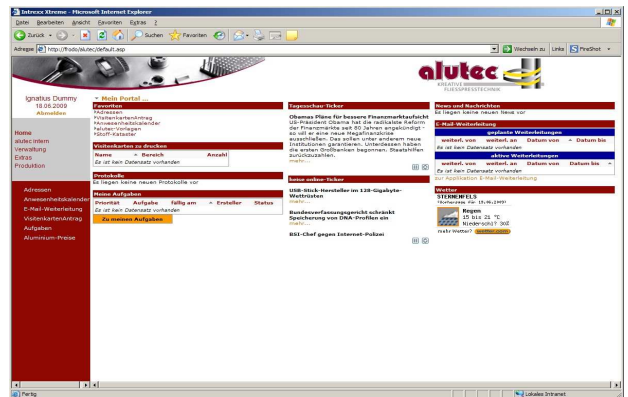 Intrexx Xtreme - Microsoft Internet Explorer
Datei Bearbeiten Ansicht Favoriten Extras ?
Zurück Suchen Favoriten
Adresse http://frodo/alutec/default.asp Wechseln zu Links FireShot
alutec
KREATIVE
FLIESSPRESSTECHNIK
Ignatius Dummy
18.06.2009
Abmelden
Home
alutec intern
Verwaltung
Extras
Produktion
Adressen
Anwesenheitskalender
E-Mail-Weiterleitung
VisitenkartenAntrag
Aufgaben
Aluminium-Preise
Mein Portal ...
Favoriten
Adressen
VisitenkartenAntrag
Anwesenheitskalender
alutec-Vorlagen
Stoff-Kataster
Visitenkarten zu drucken
Name Bereich Anzahl
Es ist kein Datensatz vorhanden
Protokolle
Es liegen keine neuen Protokolle vor
Meine Aufgaben
Priorität Aufgabe fällig am Ersteller Status
Es ist kein Datensatz vorhanden
Zu meinen Aufgaben
Tagesschau-Ticker
Obamas Pläne für bessere Finanzmarktaufsicht
US-Präsident Obama hat die radikalste Reform
der Finanzmärkte seit 80 Jahren angekündigt -
so will er eine neue Megafinanzkrise
ausschließen. Das sollen unter anderem neue
Institutionen garantieren. Unterdessen haben
die ersten Großbanken begonnen, Staatshilfen
zurückzuzahlen.
mehr...
heise online-Ticker
USB-Stick-Hersteller im 128-Gigabyte-
Wettrüsten
mehr...
Bundesverfassungsgericht schränkt
Speicherung von DNA-Profilen ein
mehr...
BSI-Chef gegen Internet-Polizei
News und Nachrichten
Es liegen keine neuen News vor
E-Mail-Weiterleitung
geplante Weiterleitungen
weiterl. von weiterl. an Datum von Datum bis
Es ist kein Datensatz vorhanden
aktive Weiterleitungen
weiterl. von weiterl. an Datum von Datum bis
Es ist kein Datensatz vorhanden
zur Applikation E-Mail-Weiterleitung
Wetter
STERNENFELS
Regen
15 bis 21 °C
Niederschl? 30%
mehr Wetter? wetter.com
Fertig
Lokales Intranet